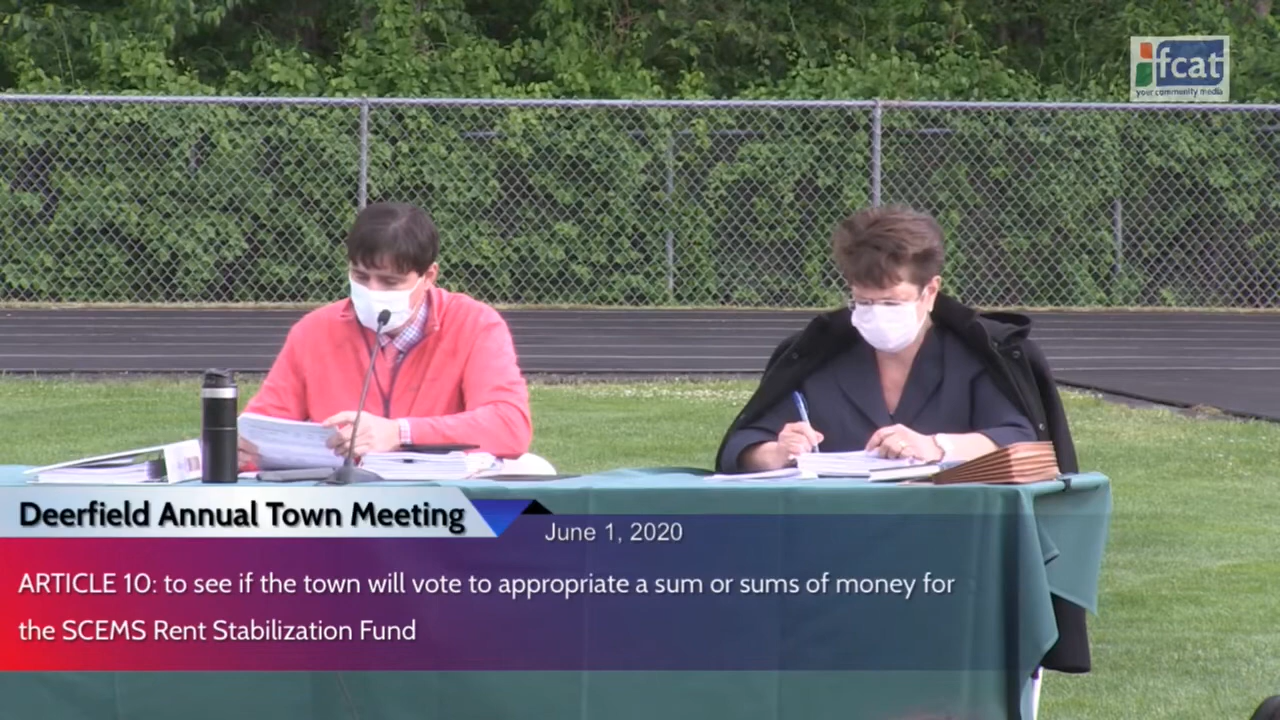 fcat
your community media
Deerfield Annual Town Meeting
June 1, 2020
ARTICLE 10: to see if the town will vote to appropriate a sum or sums of money for
the SCEMS Rent Stabilization Fund